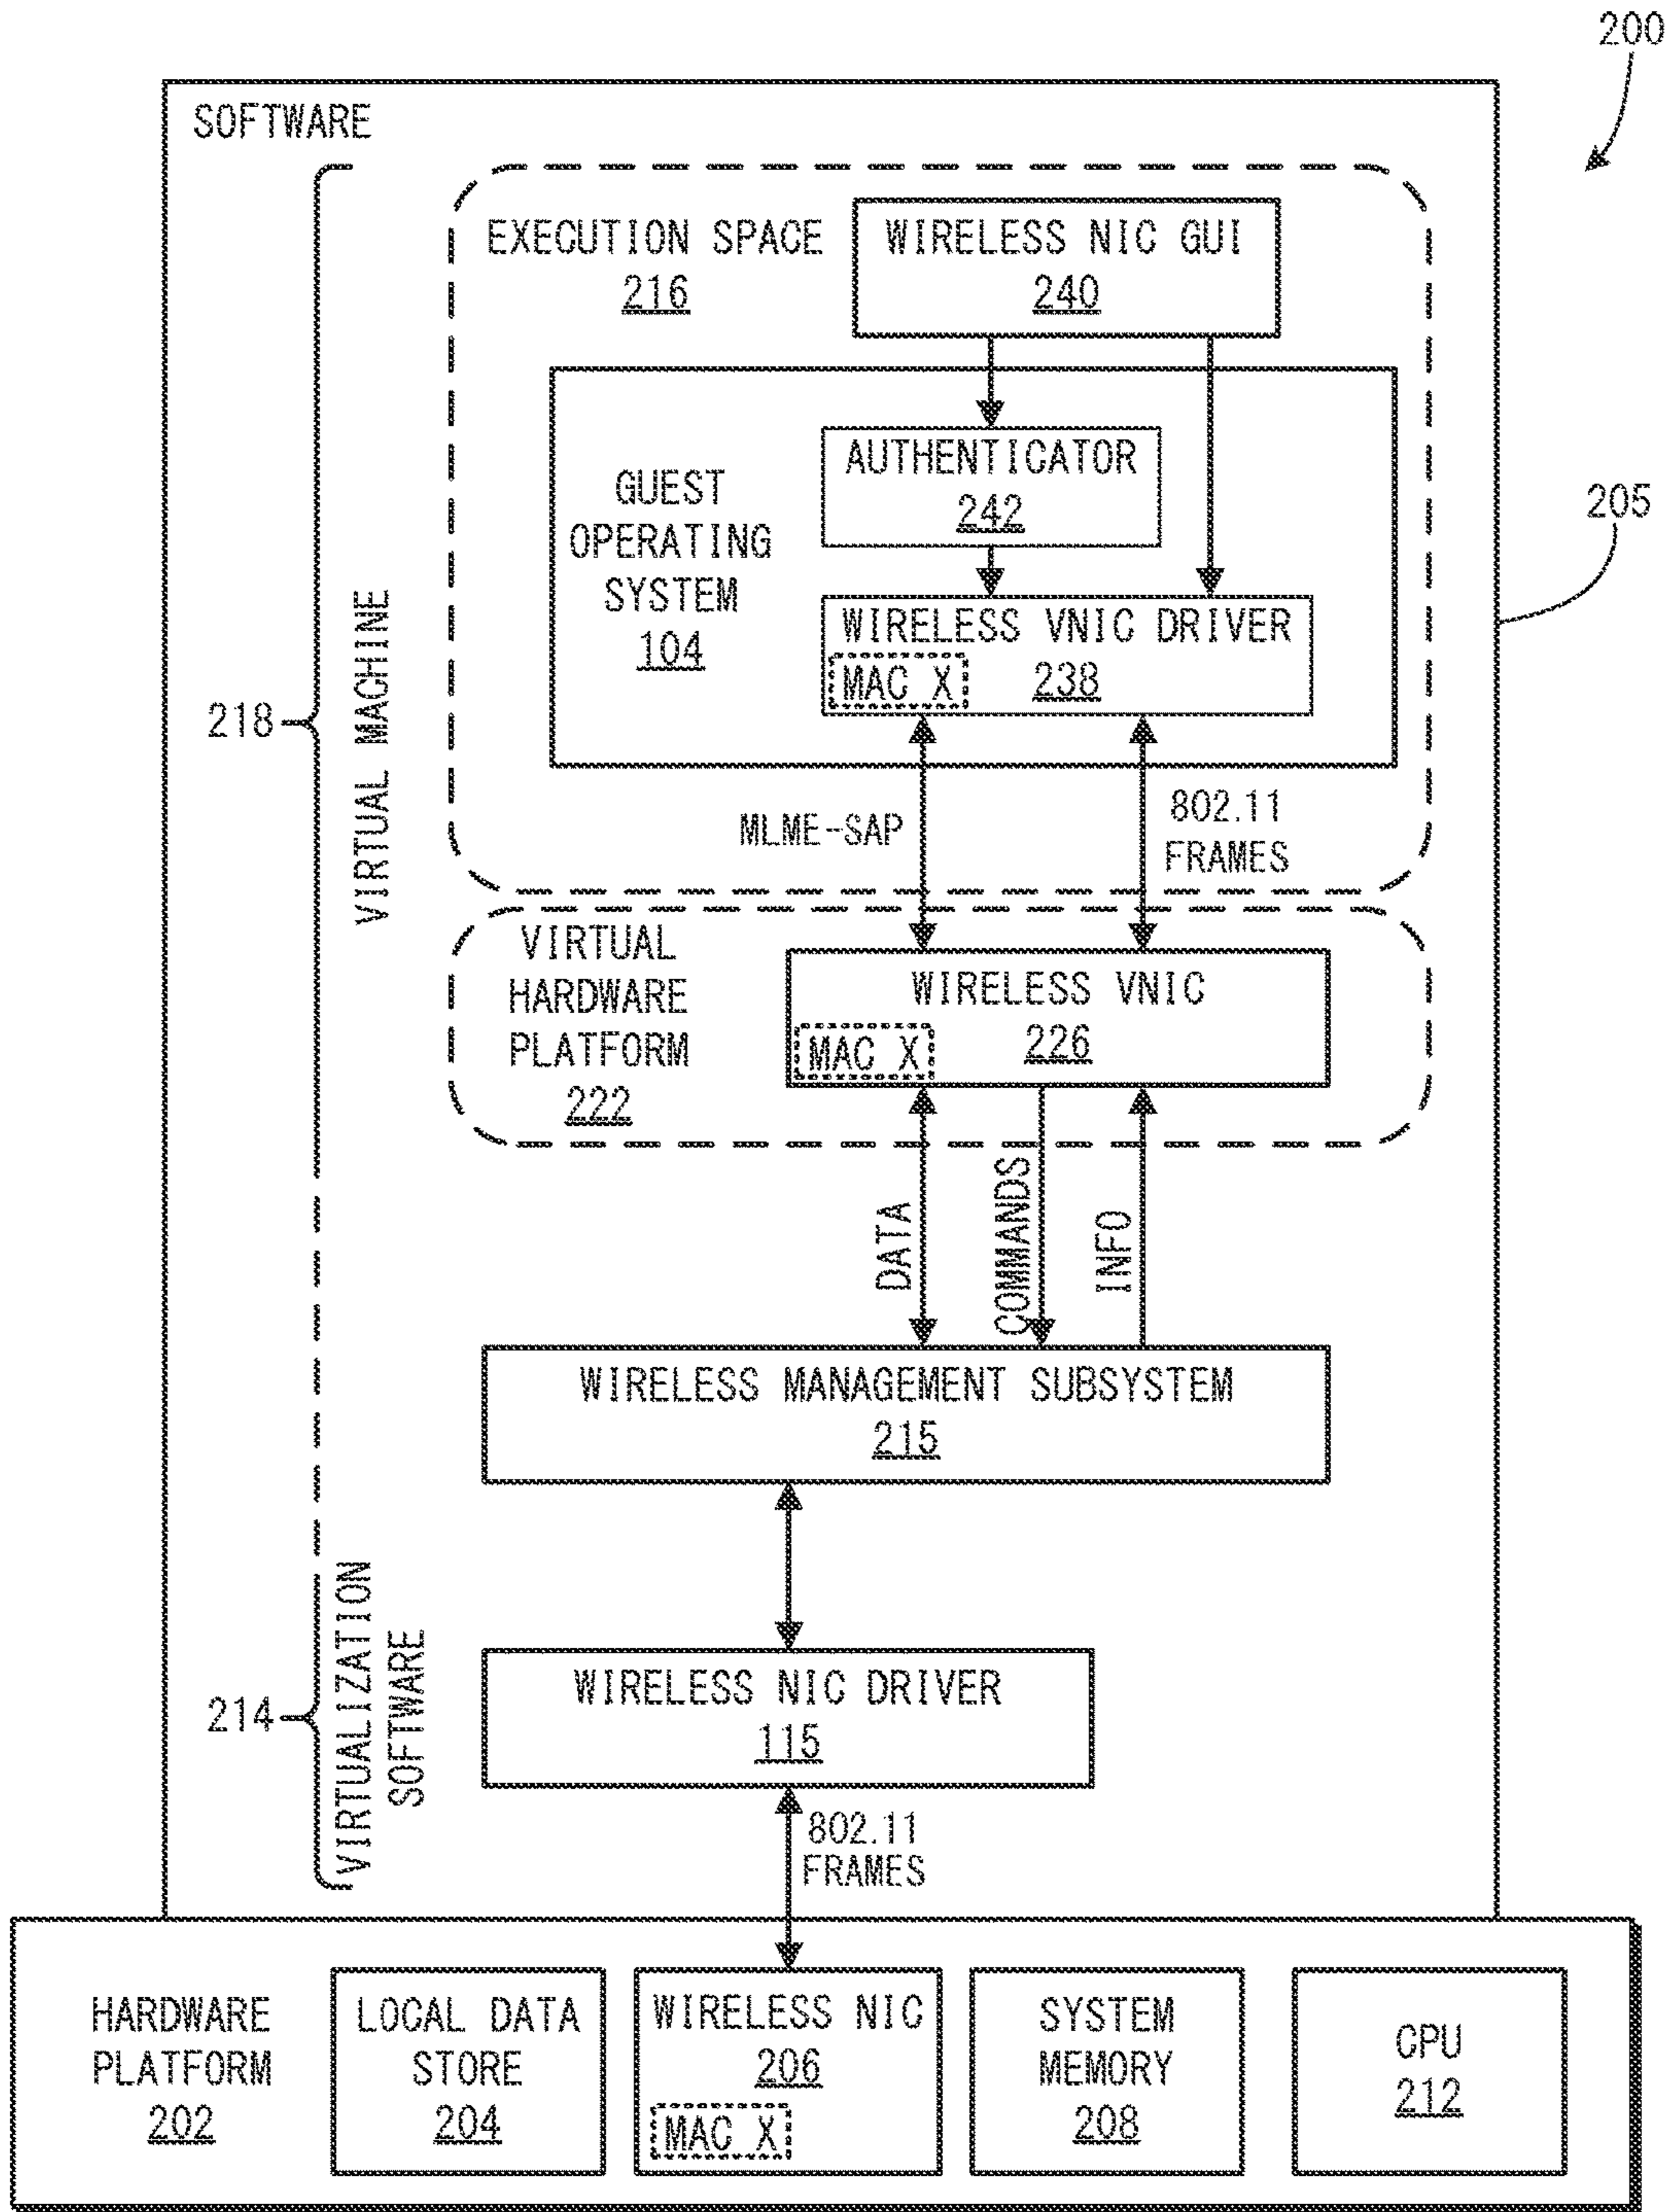 200
SOFTWARE
EXECUTION SPACE
216
WIRELESS NIC GUI
240
AUTHENTICATOR
242
GUEST
OPERATING
SYSTEM
104
205
WIRELESS VNIC DRIVER
MAC X
238
218
VIRTUAL MACHINE
MLME-SAP
802.11
FRAMES
VIRTUAL
HARDWARE
PLATFORM
222
WIRELESS VNIC
226
MAC X
DATA
COMMANDS
INFO
WIRELESS MANAGEMENT SUBSYSTEM
215
214
VIRTUALIZATION
SOFTWARE
WIRELESS NIC DRIVER
115
802.11
FRAMES
HARDWARE
PLATFORM
202
LOCAL DATA
STORE
204
WIRELESS NIC
206
MAC X
SYSTEM
MEMORY
208
CPU
212